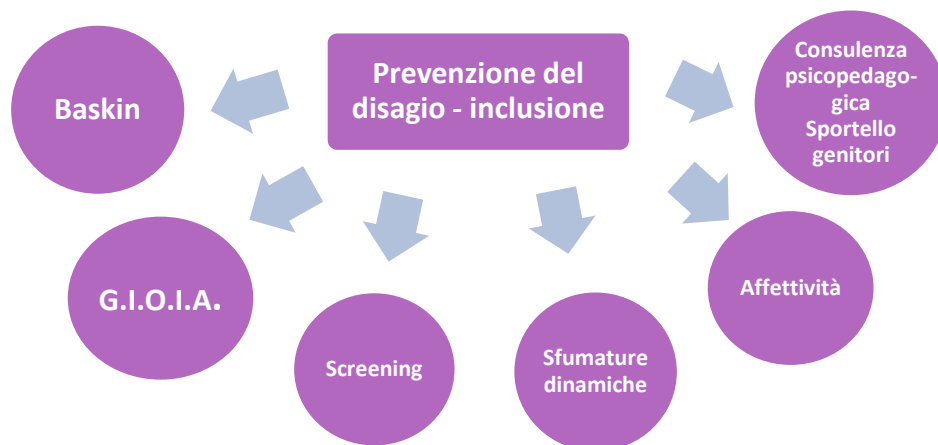 Prevenzione del
disagio - inclusione
Baskin
G.I.O.I.A.
Screening
Sfumature
dinamiche
Affettività
Consulenza
psicopedago-
gica
Sportello
genitori